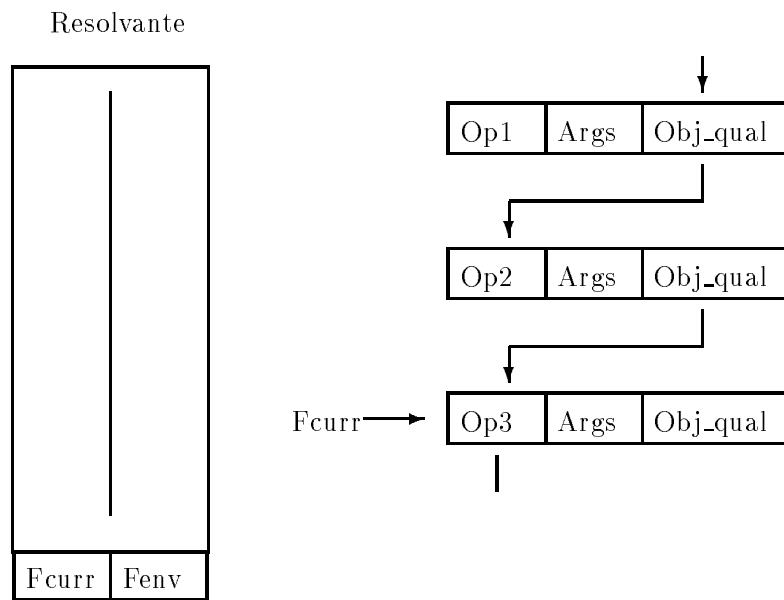 Resolvante
Op1 Args Obj_qual
Op2 Args Obj_qual
Fcurr Op3 Args Obj_qual
Fcurr Fenv